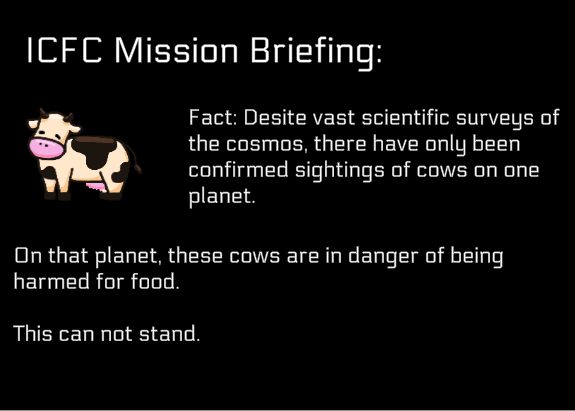 ICFC Mission Briefing:
Fact: Desite vast scientific surveys of
the cosmos, there have only been
confirmed sightings of cows on one
planet.
On that planet, these cows are in danger of being
harmed for food.
This can not stand.